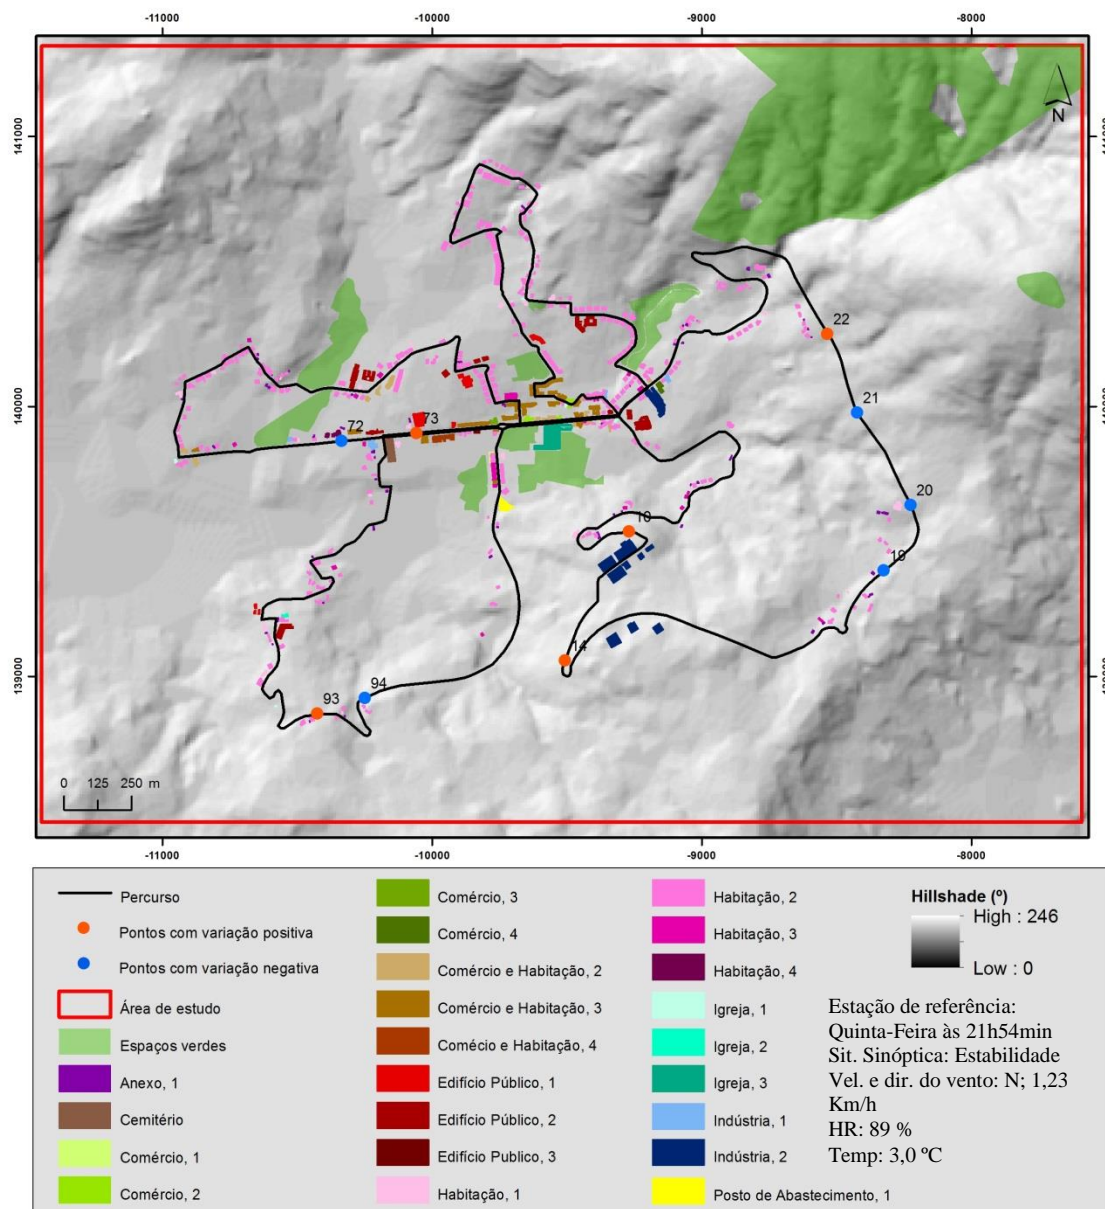 -11000 -10000 -9000 -8000
141000 141000
N
22
140000 140000
21
72 73
20
10
19
14
139000 139000
94
93
0 125 250 m
-11000 -10000 -9000 -8000
Percurso
Pontos com variação positiva
Pontos com variação negativa
Área de estudo
Espaços verdes
Anexo, 1
Cemitério
Comércio, 1
Comércio, 2
Comércio, 3
Comércio, 4
Comércio e Habitação, 2
Comércio e Habitação, 3
Comécio e Habitação, 4
Edifício Público, 1
Edifício Público, 2
Edifício Publico, 3
Habitação, 1
Habitação, 2
Habitação, 3
Habitação, 4
Igreja, 1
Igreja, 2
Igreja, 3
Indústria, 1
Indústria, 2
Posto de Abastecimento, 1
Hillshade (º)
High : 246
Low : 0
Estação de referência:
Quinta-Feira às 21h54min
Sit. Sinóptica: Estabilidade
Vel. e dir. do vento: N; 1,23
Km/h
HR: 89 %
Temp: 3,0 ºC